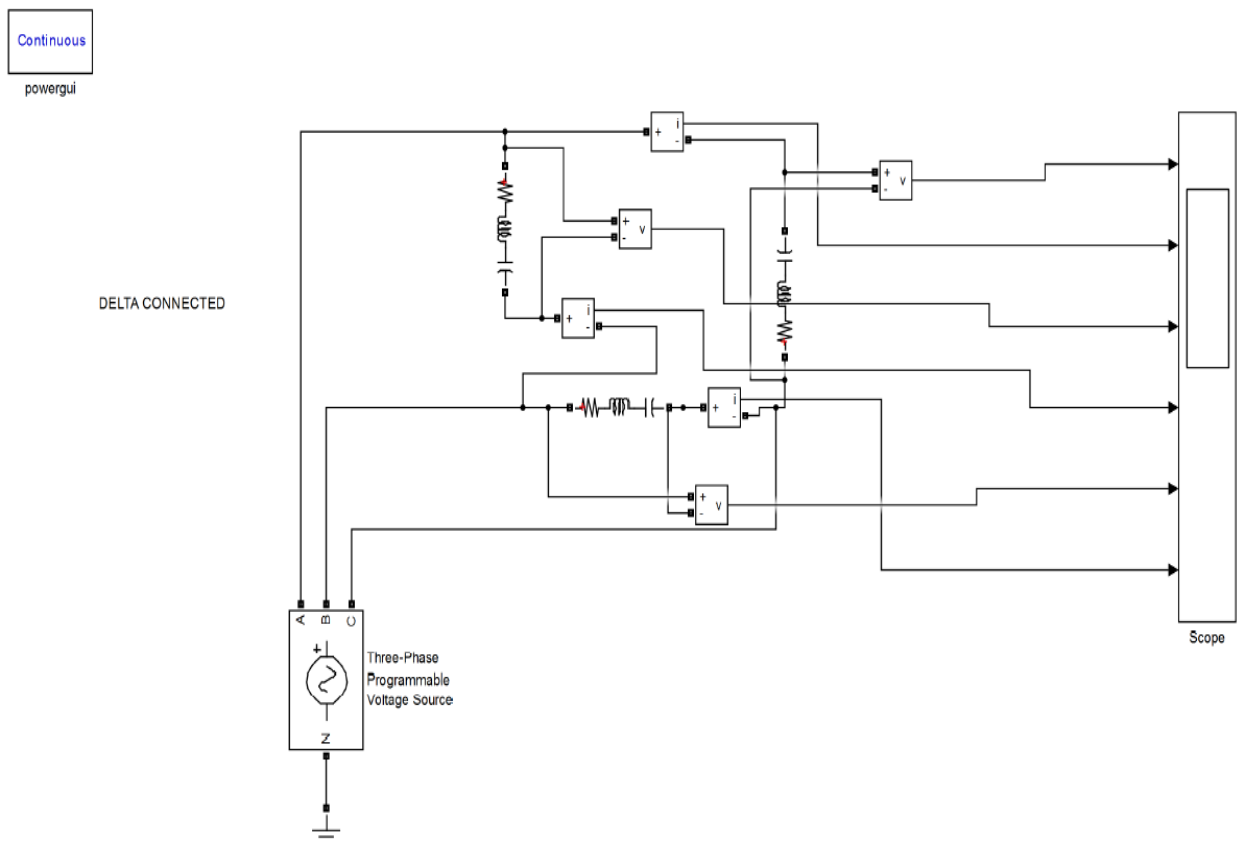 Continuous
powergui
i
+
-
+
v
-
+
v
-
DELTA CONNECTED
i
+
-
i
+
-
+
v
-
A
B
C
+
Three-Phase
Programmable
Voltage Source
N
Scope